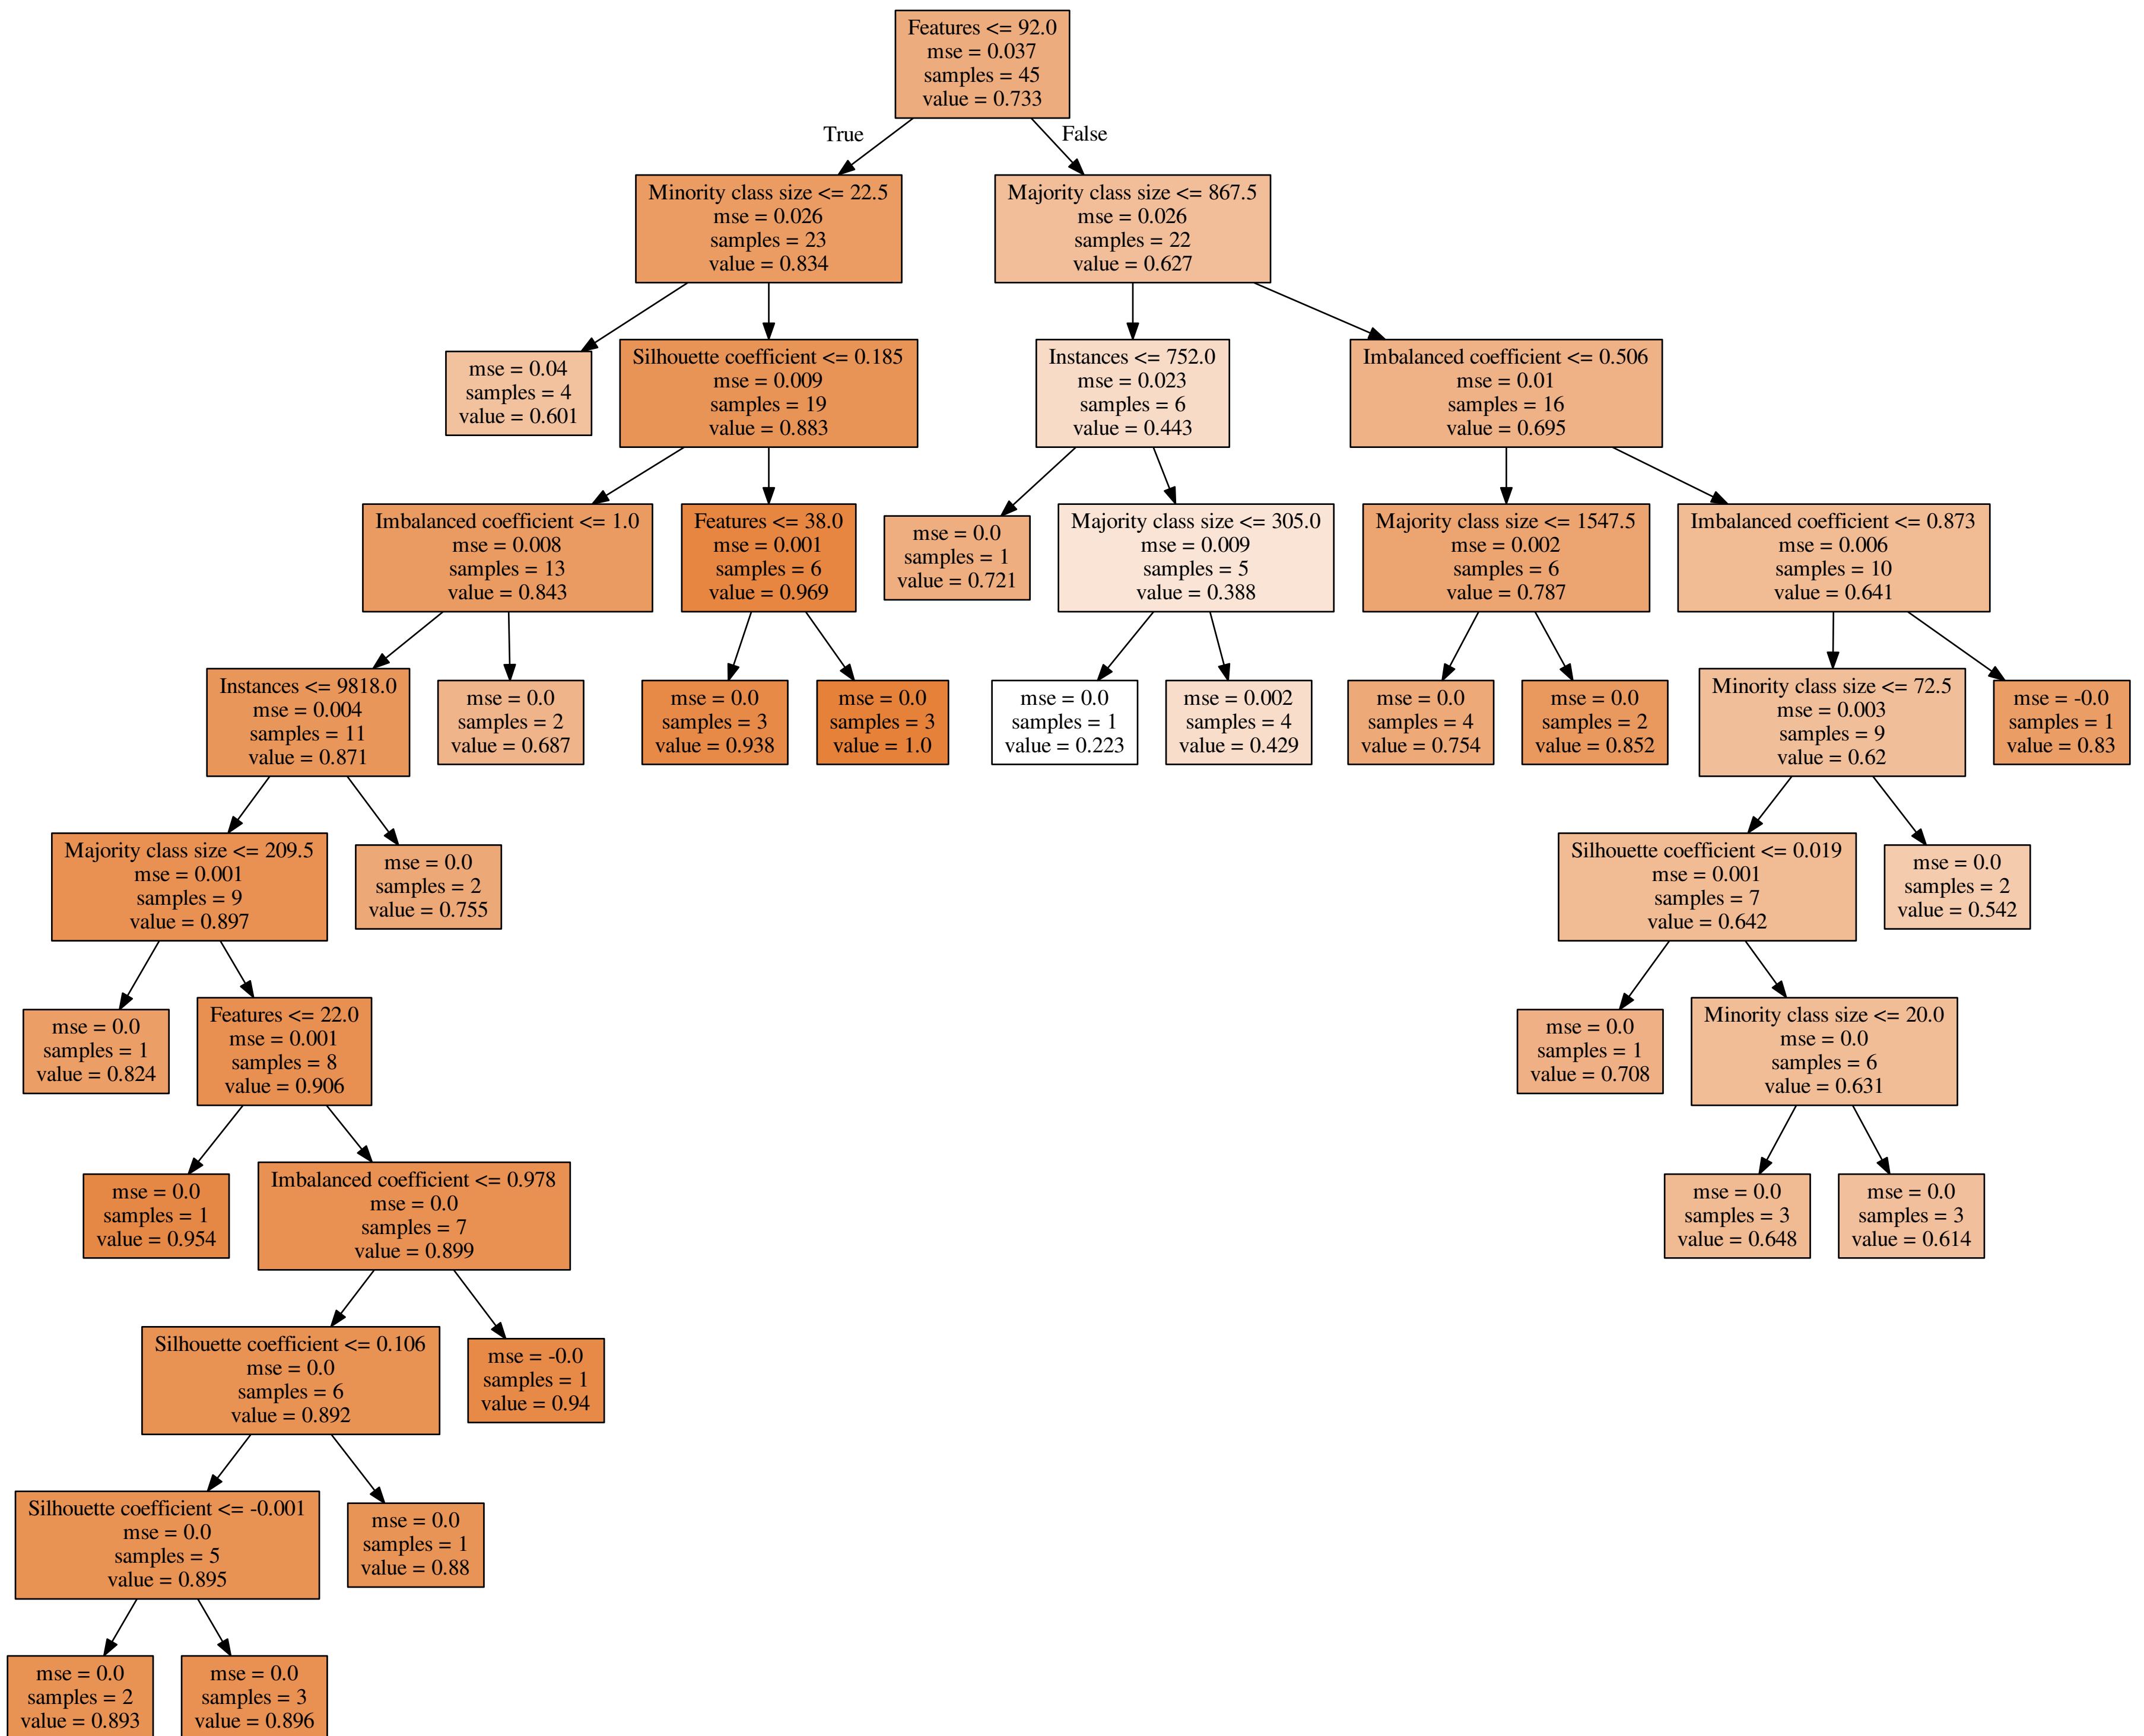 Features <= 92.0
mse = 0.037
samples = 45
value = 0.733
True
False
Minority class size <= 22.5
mse = 0.026
samples = 23
value = 0.834
Majority class size <= 867.5
mse = 0.026
samples = 22
value = 0.627
mse = 0.04
samples = 4
value = 0.601
Silhouette coefficient <= 0.185
mse = 0.009
samples = 19
value = 0.883
Instances <= 752.0
mse = 0.023
samples = 6
value = 0.443
Imbalanced coefficient <= 0.506
mse = 0.01
samples = 16
value = 0.695
Imbalanced coefficient <= 1.0
mse = 0.008
samples = 13
value = 0.843
Features <= 38.0
mse = 0.001
samples = 6
value = 0.969
mse = 0.0
samples = 1
value = 0.721
Majority class size <= 305.0
mse = 0.009
samples = 5
value = 0.388
Majority class size <= 1547.5
mse = 0.002
samples = 6
value = 0.787
Imbalanced coefficient <= 0.873
mse = 0.006
samples = 10
value = 0.641
Instances <= 9818.0
mse = 0.004
samples = 11
value = 0.871
mse = 0.0
samples = 2
value = 0.687
mse = 0.0
samples = 3
value = 0.938
mse = 0.0
samples = 3
value = 1.0
mse = 0.0
samples = 1
value = 0.223
mse = 0.002
samples = 4
value = 0.429
mse = 0.0
samples = 4
value = 0.754
mse = 0.0
samples = 2
value = 0.852
Minority class size <= 72.5
mse = 0.003
samples = 9
value = 0.62
mse = -0.0
samples = 1
value = 0.83
Majority class size <= 209.5
mse = 0.001
samples = 9
value = 0.897
mse = 0.0
samples = 2
value = 0.755
Silhouette coefficient <= 0.019
mse = 0.001
samples = 7
value = 0.642
mse = 0.0
samples = 2
value = 0.542
mse = 0.0
samples = 1
value = 0.824
Features <= 22.0
mse = 0.001
samples = 8
value = 0.906
mse = 0.0
samples = 1
value = 0.708
Minority class size <= 20.0
mse = 0.0
samples = 6
value = 0.631
mse = 0.0
samples = 1
value = 0.954
Imbalanced coefficient <= 0.978
mse = 0.0
samples = 7
value = 0.899
mse = 0.0
samples = 3
value = 0.648
mse = 0.0
samples = 3
value = 0.614
Silhouette coefficient <= 0.106
mse = 0.0
samples = 6
value = 0.892
mse = -0.0
samples = 1
value = 0.94
Silhouette coefficient <= -0.001
mse = 0.0
samples = 5
value = 0.895
mse = 0.0
samples = 1
value = 0.88
mse = 0.0
samples = 2
value = 0.893
mse = 0.0
samples = 3
value = 0.896